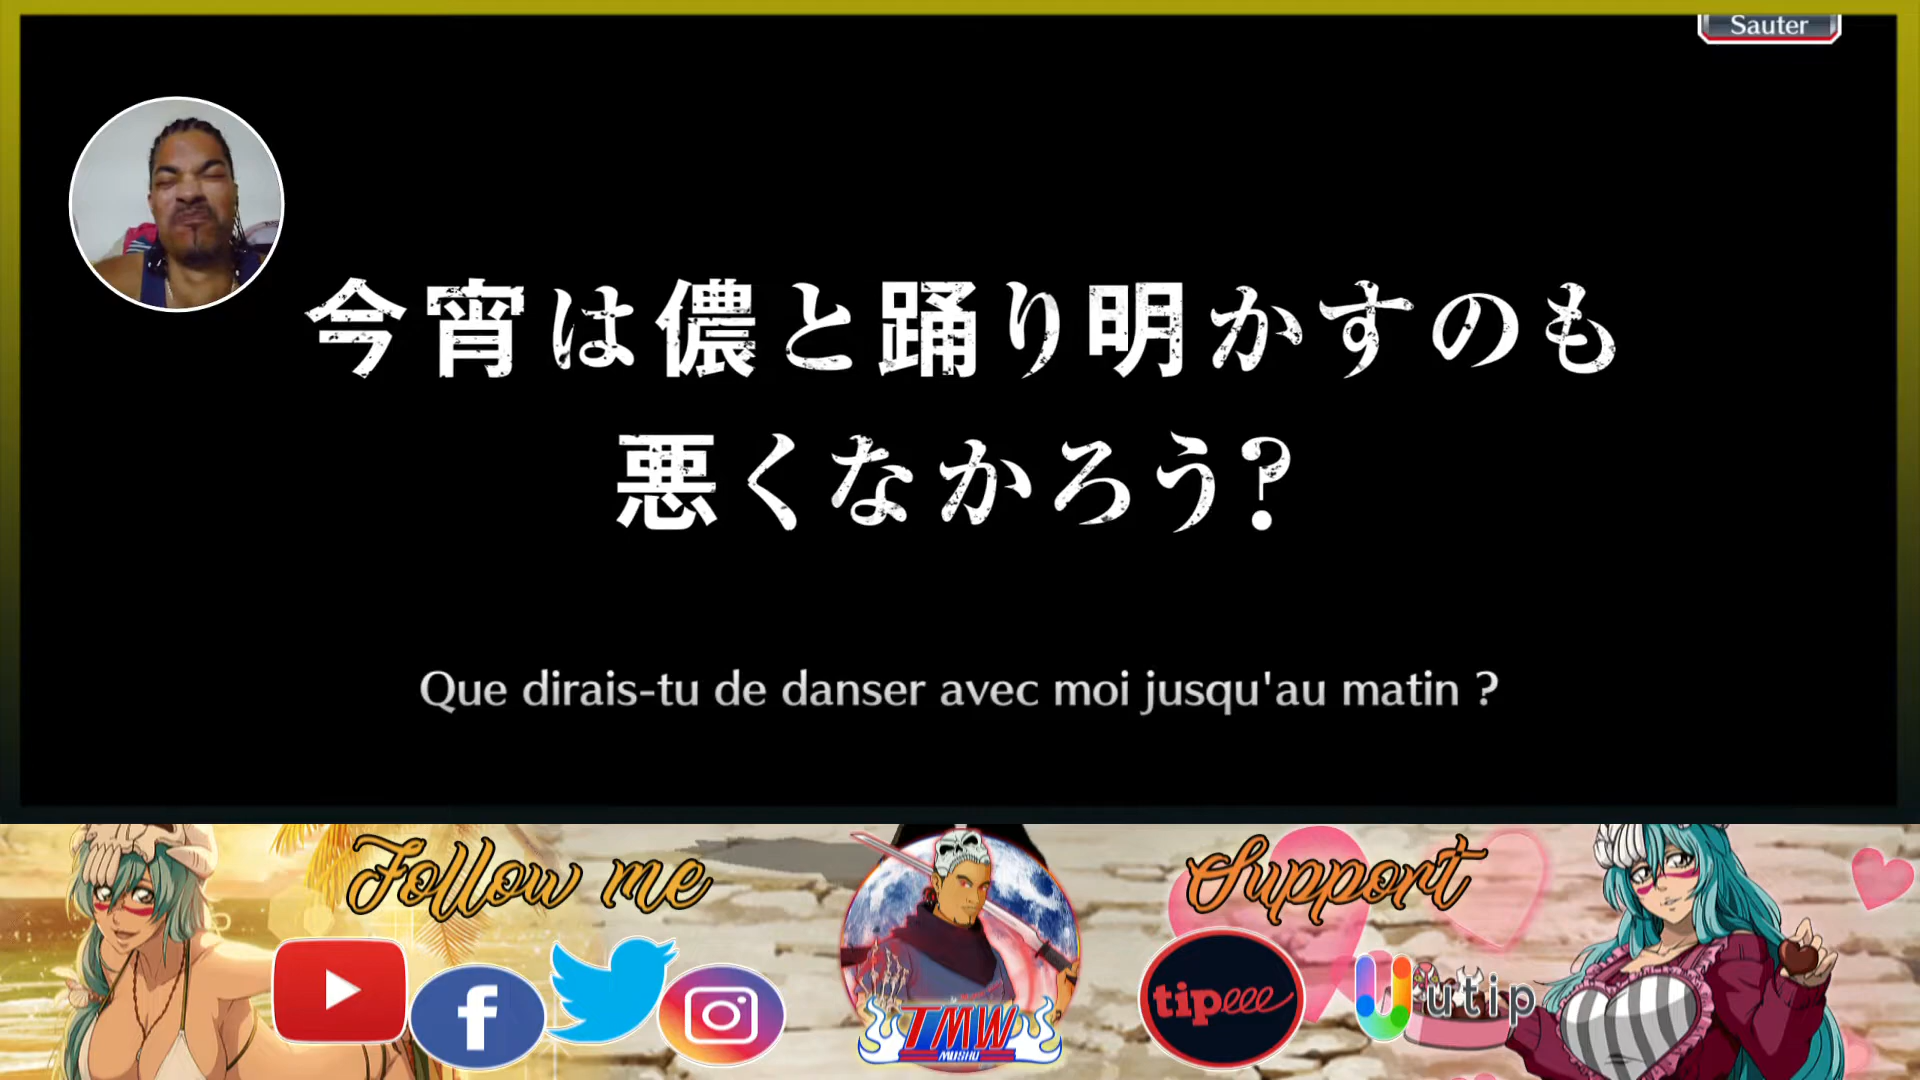 Sauter
今宵は儂と踊り明かすのも
悪くなかろう?
Que dirais-tu de danser avec moi jusqu'au matin ?
Follow me
Support
tipeee
utip
TMW
MUSHU